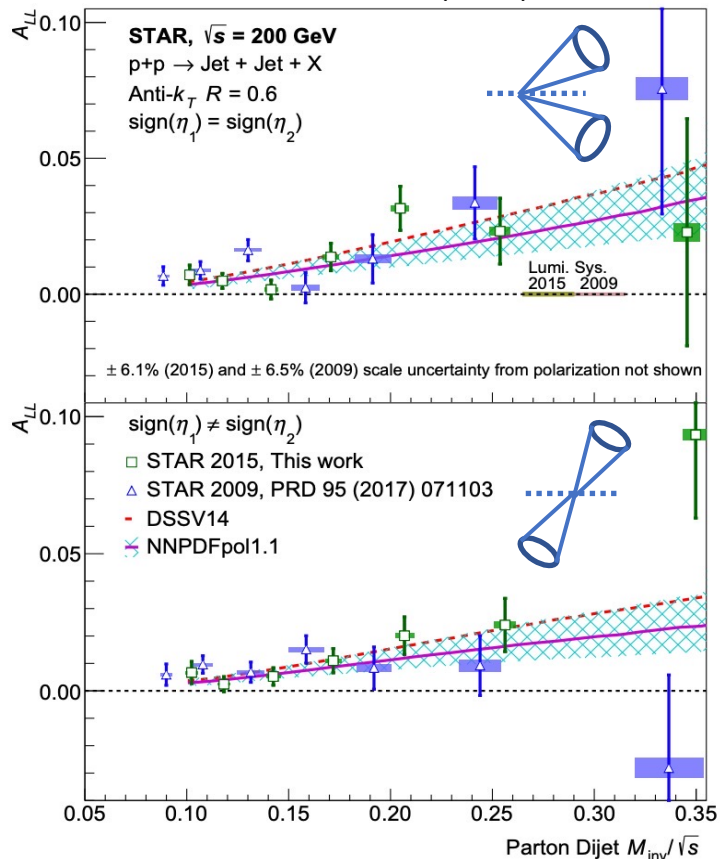 A_LL
0.10
STAR, √s = 200 GeV
p+p → Jet + Jet + X
Anti-k_T R = 0.6
sign(η_1) = sign(η_2)
0.05
Lumi. Sys.
2015 2009
0.00
± 6.1% (2015) and ± 6.5% (2009) scale uncertainty from polarization not shown
A_LL
0.10
sign(η_1) ≠ sign(η_2)
STAR 2015, This work
STAR 2009, PRD 95 (2017) 071103
DSSV14
NNPDFpol1.1
0.05
0.00
0.05 0.10 0.15 0.20 0.25 0.30 0.35
Parton Dijet M_inv/√s